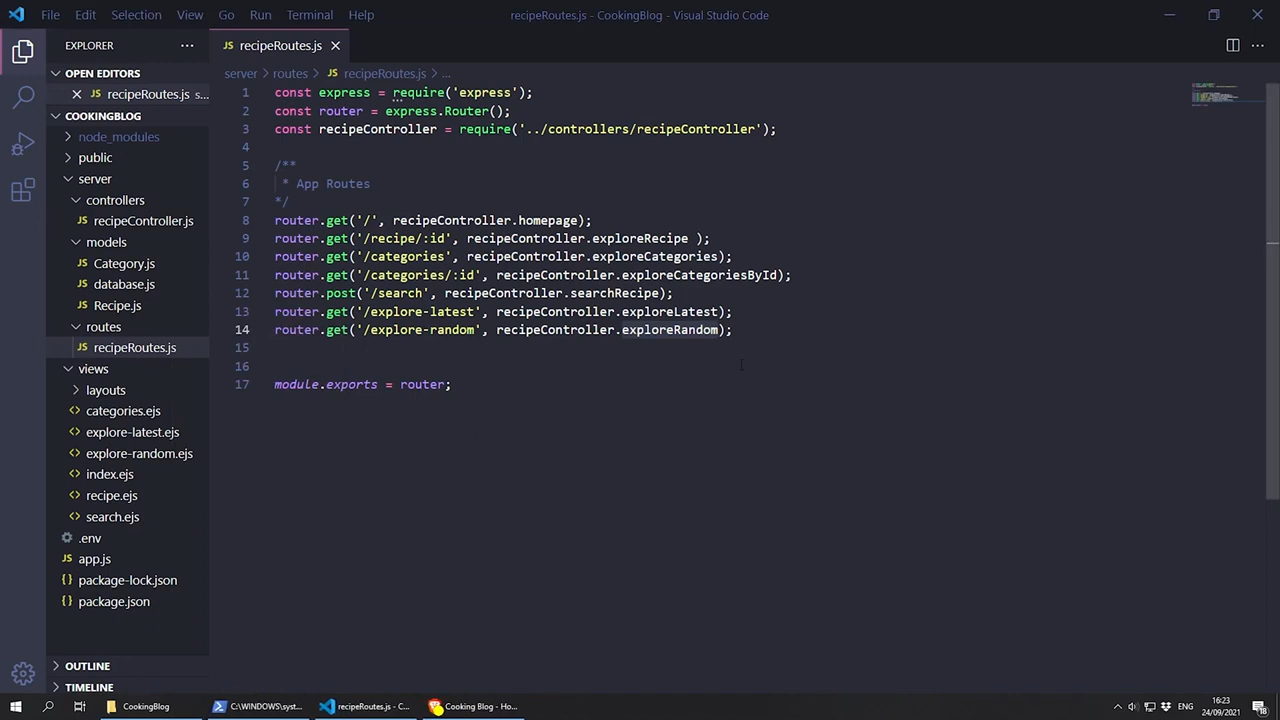 File Edit Selection View Go Run Terminal Help
recipeRoutes.js - CookingBlog - Visual Studio Code
EXPLORER
OPEN EDITORS
JS recipeRoutes.js s...
COOKINGBLOG
node_modules
public
server
controllers
JS recipeController.js
models
JS Category.js
JS database.js
JS Recipe.js
routes
JS recipeRoutes.js
views
layouts
<> categories.ejs
<> explore-latest.ejs
<> explore-random.ejs
<> index.ejs
<> recipe.ejs
<> search.ejs
.env
JS app.js
{} package-lock.json
{} package.json
OUTLINE
TIMELINE
JS recipeRoutes.js
server > routes > JS recipeRoutes.js > ...
1 const express = require('express');
2 const router = express.Router();
3 const recipeController = require('../controllers/recipeController');
4
5 /**
6 * App Routes
7 */
8 router.get('/', recipeController.homepage);
9 router.get('/recipe/:id', recipeController.exploreRecipe );
10 router.get('/categories', recipeController.exploreCategories);
11 router.get('/categories/:id', recipeController.exploreCategoriesById);
12 router.post('/search', recipeController.searchRecipe);
13 router.get('/explore-latest', recipeController.exploreLatest);
14 router.get('/explore-random', recipeController.exploreRandom);
15
16
17 module.exports = router;
CookingBlog
C:\WINDOWS\syst...
recipeRoutes.js - C...
Cooking Blog - Ho...
ENG
16:23
24/09/2021
18